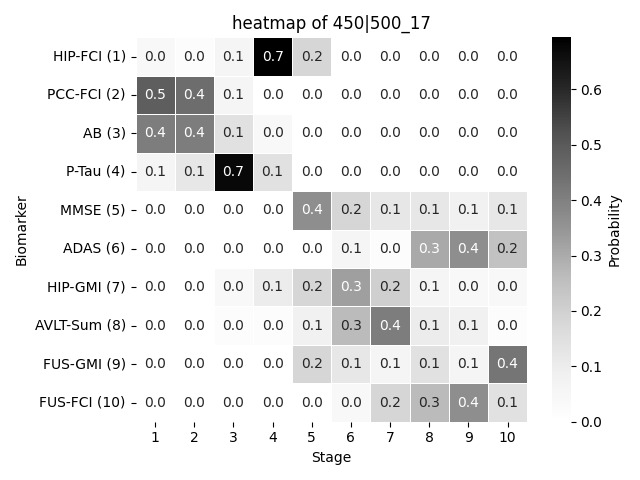 heatmap of 450|500_17
HIP-FCI (1) 0.0 0.0 0.1 0.7 0.2 0.0 0.0 0.0 0.0 0.0
PCC-FCI (2) 0.5 0.4 0.1 0.0 0.0 0.0 0.0 0.0 0.0 0.0
AB (3) 0.4 0.4 0.1 0.0 0.0 0.0 0.0 0.0 0.0 0.0
P-Tau (4) 0.1 0.1 0.7 0.1 0.0 0.0 0.0 0.0 0.0 0.0
MMSE (5) 0.0 0.0 0.0 0.0 0.4 0.2 0.1 0.1 0.1 0.1
ADAS (6) 0.0 0.0 0.0 0.0 0.0 0.1 0.0 0.3 0.4 0.2
HIP-GMI (7) 0.0 0.0 0.0 0.1 0.2 0.3 0.2 0.1 0.0 0.0
AVLT-Sum (8) 0.0 0.0 0.0 0.0 0.1 0.3 0.4 0.1 0.1 0.0
FUS-GMI (9) 0.0 0.0 0.0 0.0 0.2 0.1 0.1 0.1 0.1 0.4
FUS-FCI (10) 0.0 0.0 0.0 0.0 0.0 0.0 0.2 0.3 0.4 0.1
1 2 3 4 5 6 7 8 9 10
Stage
Biomarker
0.6
0.5
0.4
0.3
0.2
0.1
0.0
Probability